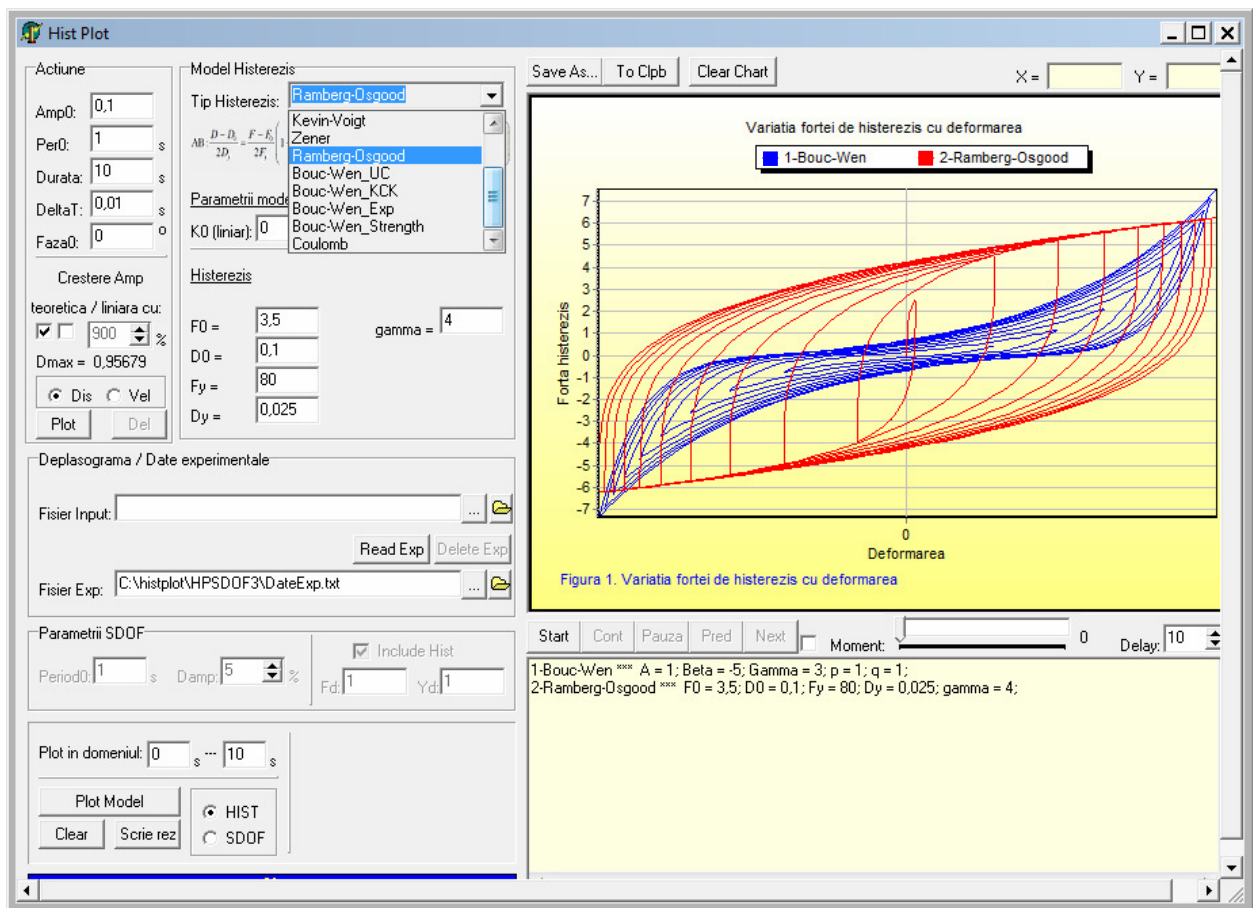 Hist Plot
Actiune
Amp0: 0,1
Per0: 1 s
Durata: 10 s
DeltaT: 0,01 s
Faza0: 0 o
Crestere Amp
teoretica / liniara cu:
900 %
Dmax = 0,95679
Dis Vel
Plot Del
Model Histerezis
Tip Histerezis: Ramberg-Osgood
Kevin-Voigt
Zener
Ramberg-Osgood
Bouc-Wen_UC
Bouc-Wen_KCK
Bouc-Wen_Exp
Bouc-Wen_Strength
Coulomb
Parametrii mode
K0 (liniar): 0
Histerezis
F0 = 3,5 gamma = 4
D0 = 0,1
Fy = 80
Dy = 0,025
Deplasograma / Date experimentale
Fisier Input: ...
Read Exp Delete Exp
Fisier Exp: C:\histplot\HPSDOF3\DateExp.txt ...
Parametrii SDOF
Period0: 1 s Damp: 5 %
Include Hist
Fd: 1 Yd: 1
Plot in domeniul: 0 s --- 10 s
Plot Model
Clear Scrie rez
HIST
SDOF
Save As... To Clpb Clear Chart X = Y =
Variatia fortei de histerezis cu deformarea
1-Bouc-Wen 2-Ramberg-Osgood
7
6
5
4
3
2
1
0
-1
-2
-3
-4
-5
-6
-7
Forta histerezis
0
Deformarea
Figura 1. Variatia fortei de histerezis cu deformarea
Start Cont Pauza Pred Next Moment: 0 Delay: 10
1-Bouc-Wen *** A = 1; Beta = -5; Gamma = 3; p = 1; q = 1;
2-Ramberg-Osgood *** F0 = 3,5; D0 = 0,1; Fy = 80; Dy = 0,025; gamma = 4;